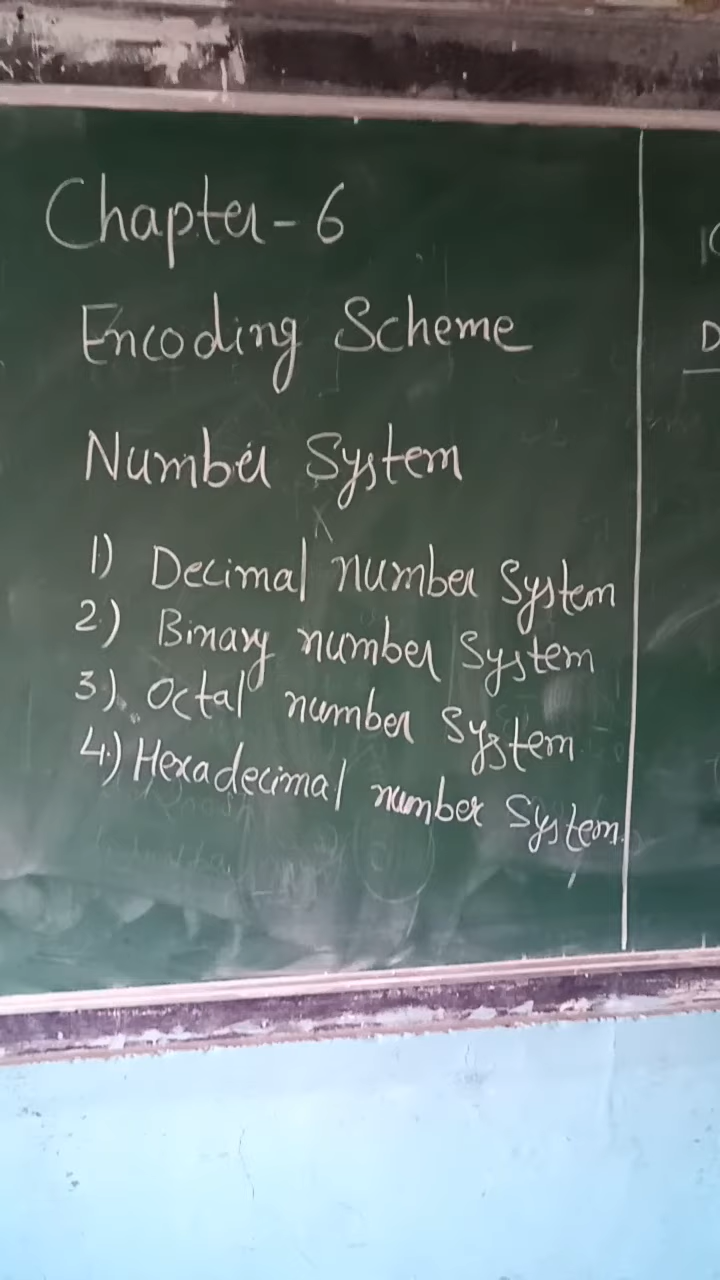 Chapter-6
Encoding Scheme
Number System
1) Decimal number System
2) Binary number System
3) Octal number System
4.) Hexadecimal number System.
D